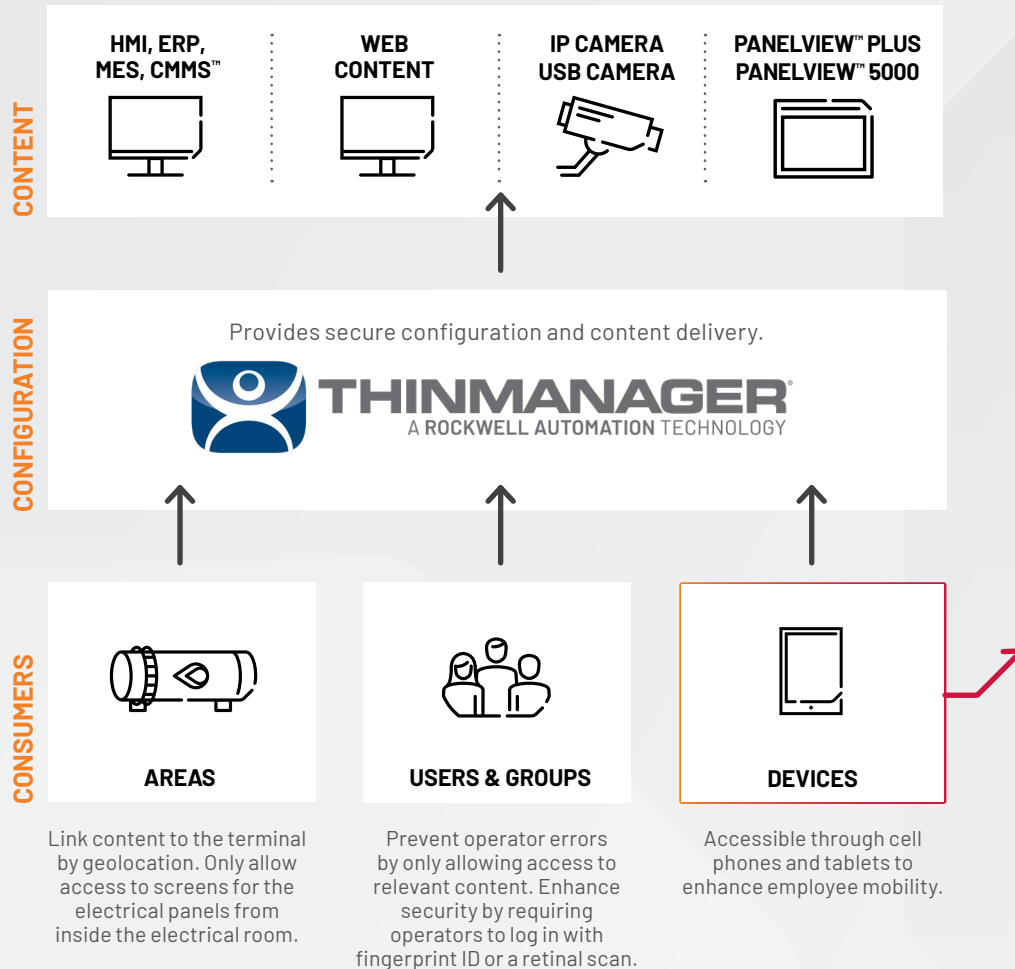 CONTENT
HMI, ERP,
MES, CMMS™
WEB
CONTENT
IP CAMERA
USB CAMERA
PANELVIEW™ PLUS
PANELVIEW™ 5000
CONFIGURATION
Provides secure configuration and content delivery.
THINMANAGER®
A ROCKWELL AUTOMATION TECHNOLOGY
CONSUMERS
AREAS
Link content to the terminal
by geolocation. Only allow
access to screens for the
electrical panels from
inside the electrical room.
USERS & GROUPS
Prevent operator errors
by only allowing access to
relevant content. Enhance
security by requiring
operators to log in with
fingerprint ID or a retinal scan.
DEVICES
Accessible through cell
phones and tablets to
enhance employee mobility.